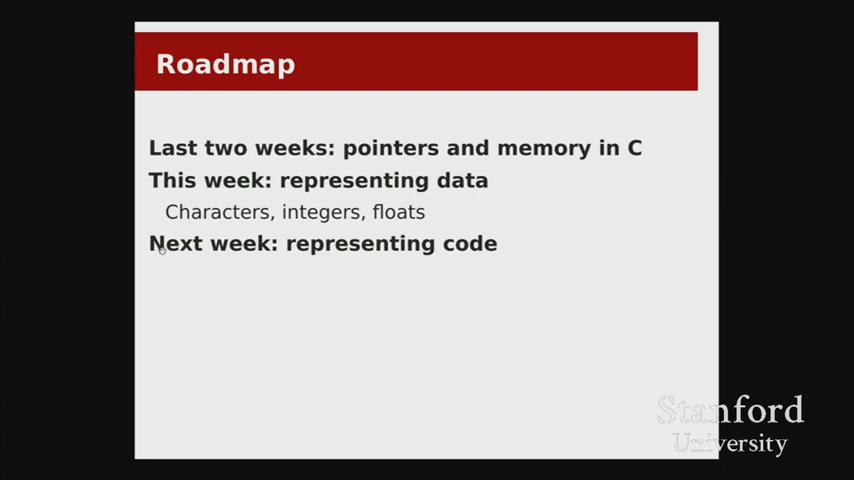 Roadmap
Last two weeks: pointers and memory in C
This week: representing data
Characters, integers, floats
Next week: representing code
Stanford
University